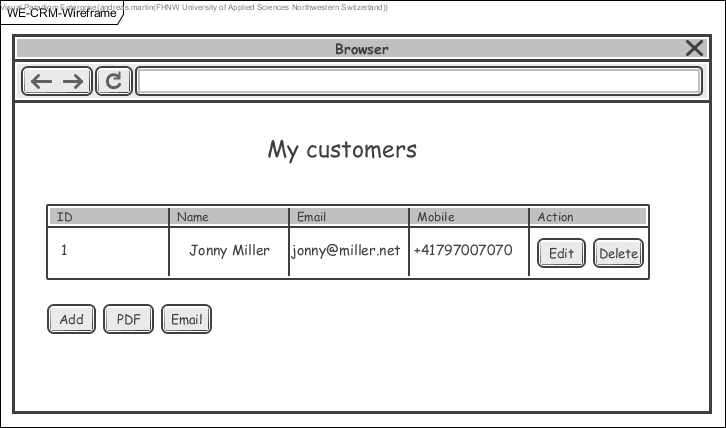 Visual Paradigm Enterprise(andreas.martin(FHNW University of Applied Sciences Northwestern Switzerland))
WE-CRM-Wireframe
Browser
My customers
ID Name Email Mobile Action
1 Jonny Miller jonny@miller.net +41797007070 Edit Delete
Add PDF Email